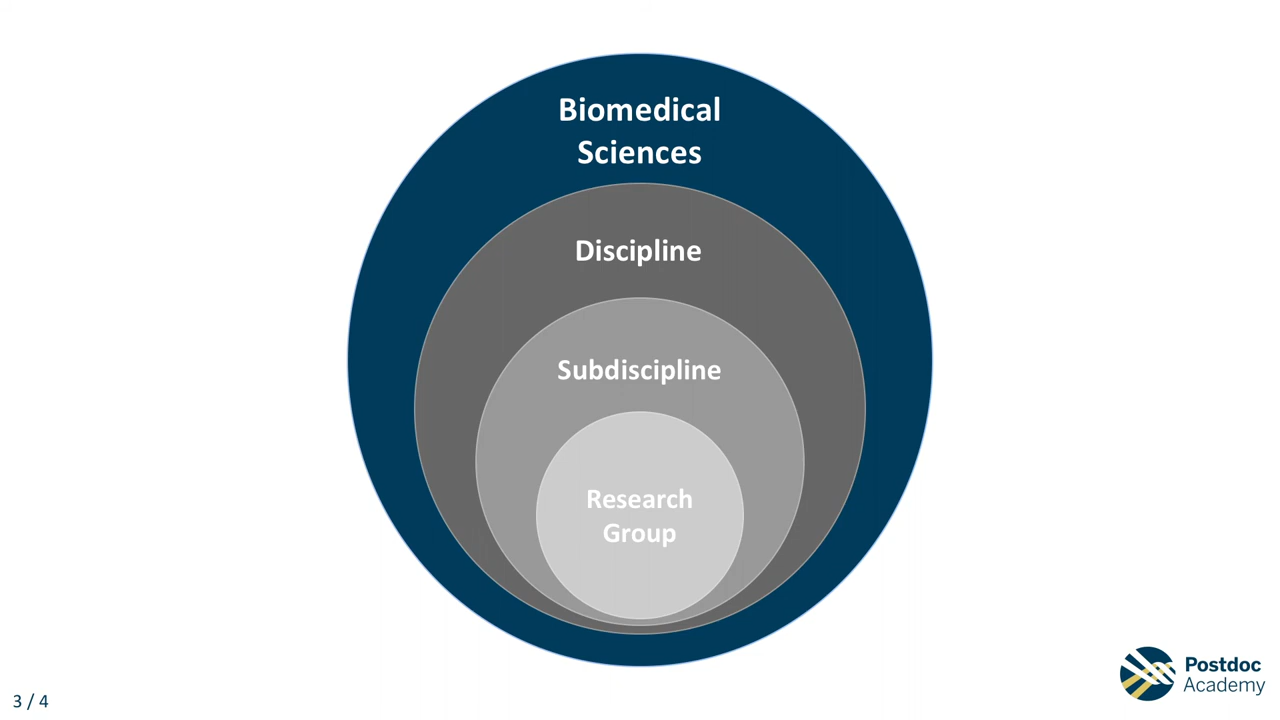 Biomedical
Sciences
Discipline
Subdiscipline
Research
Group
3 / 4
Postdoc
Academy